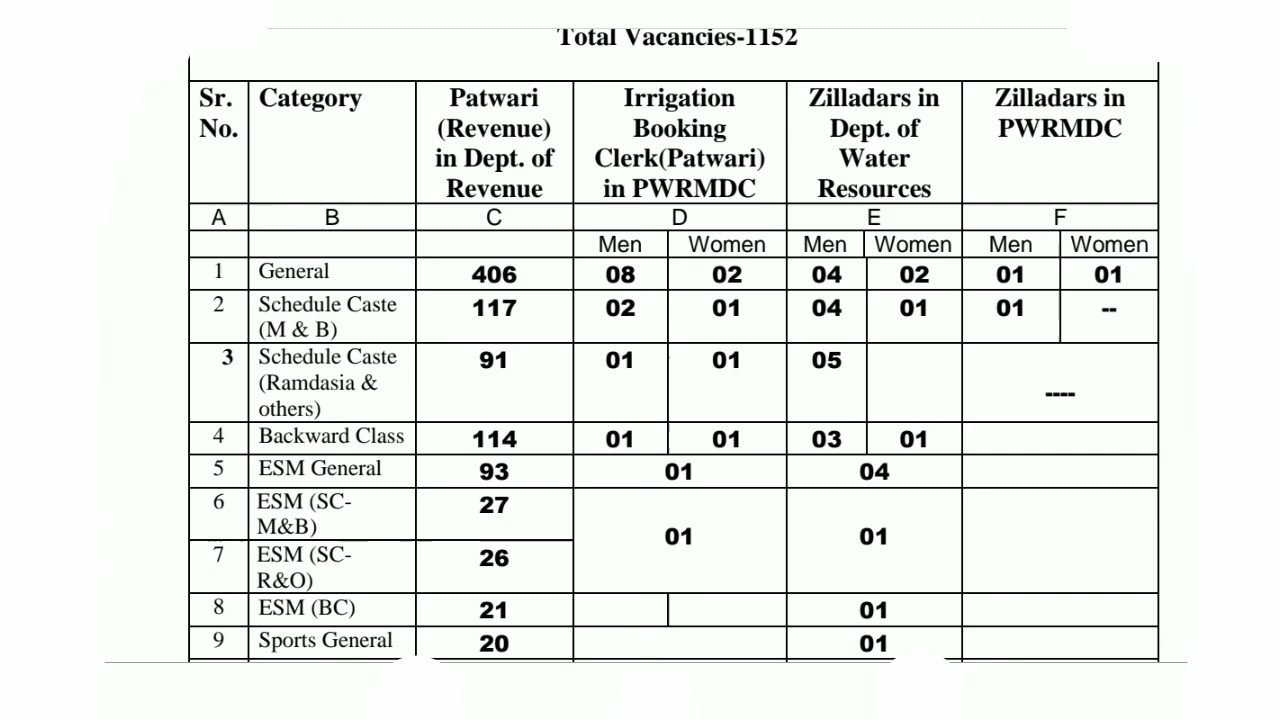 Total Vacancies-1152
Sr. No. Category Patwari (Revenue) in Dept. of Revenue Irrigation Booking Clerk(Patwari) in PWRMDC Zilladars in Dept. of Water Resources Zilladars in PWRMDC
A B C D E F
Men Women Men Women Men Women
1 General 406 08 02 04 02 01 01
2 Schedule Caste (M & B) 117 02 01 04 01 01 --
3 Schedule Caste (Ramdasia & others) 91 01 01 05 ----
4 Backward Class 114 01 01 03 01
5 ESM General 93 01 04
6 ESM (SC-M&B) 27 01 01
7 ESM (SC-R&O) 26
8 ESM (BC) 21 01
9 Sports General 20 01